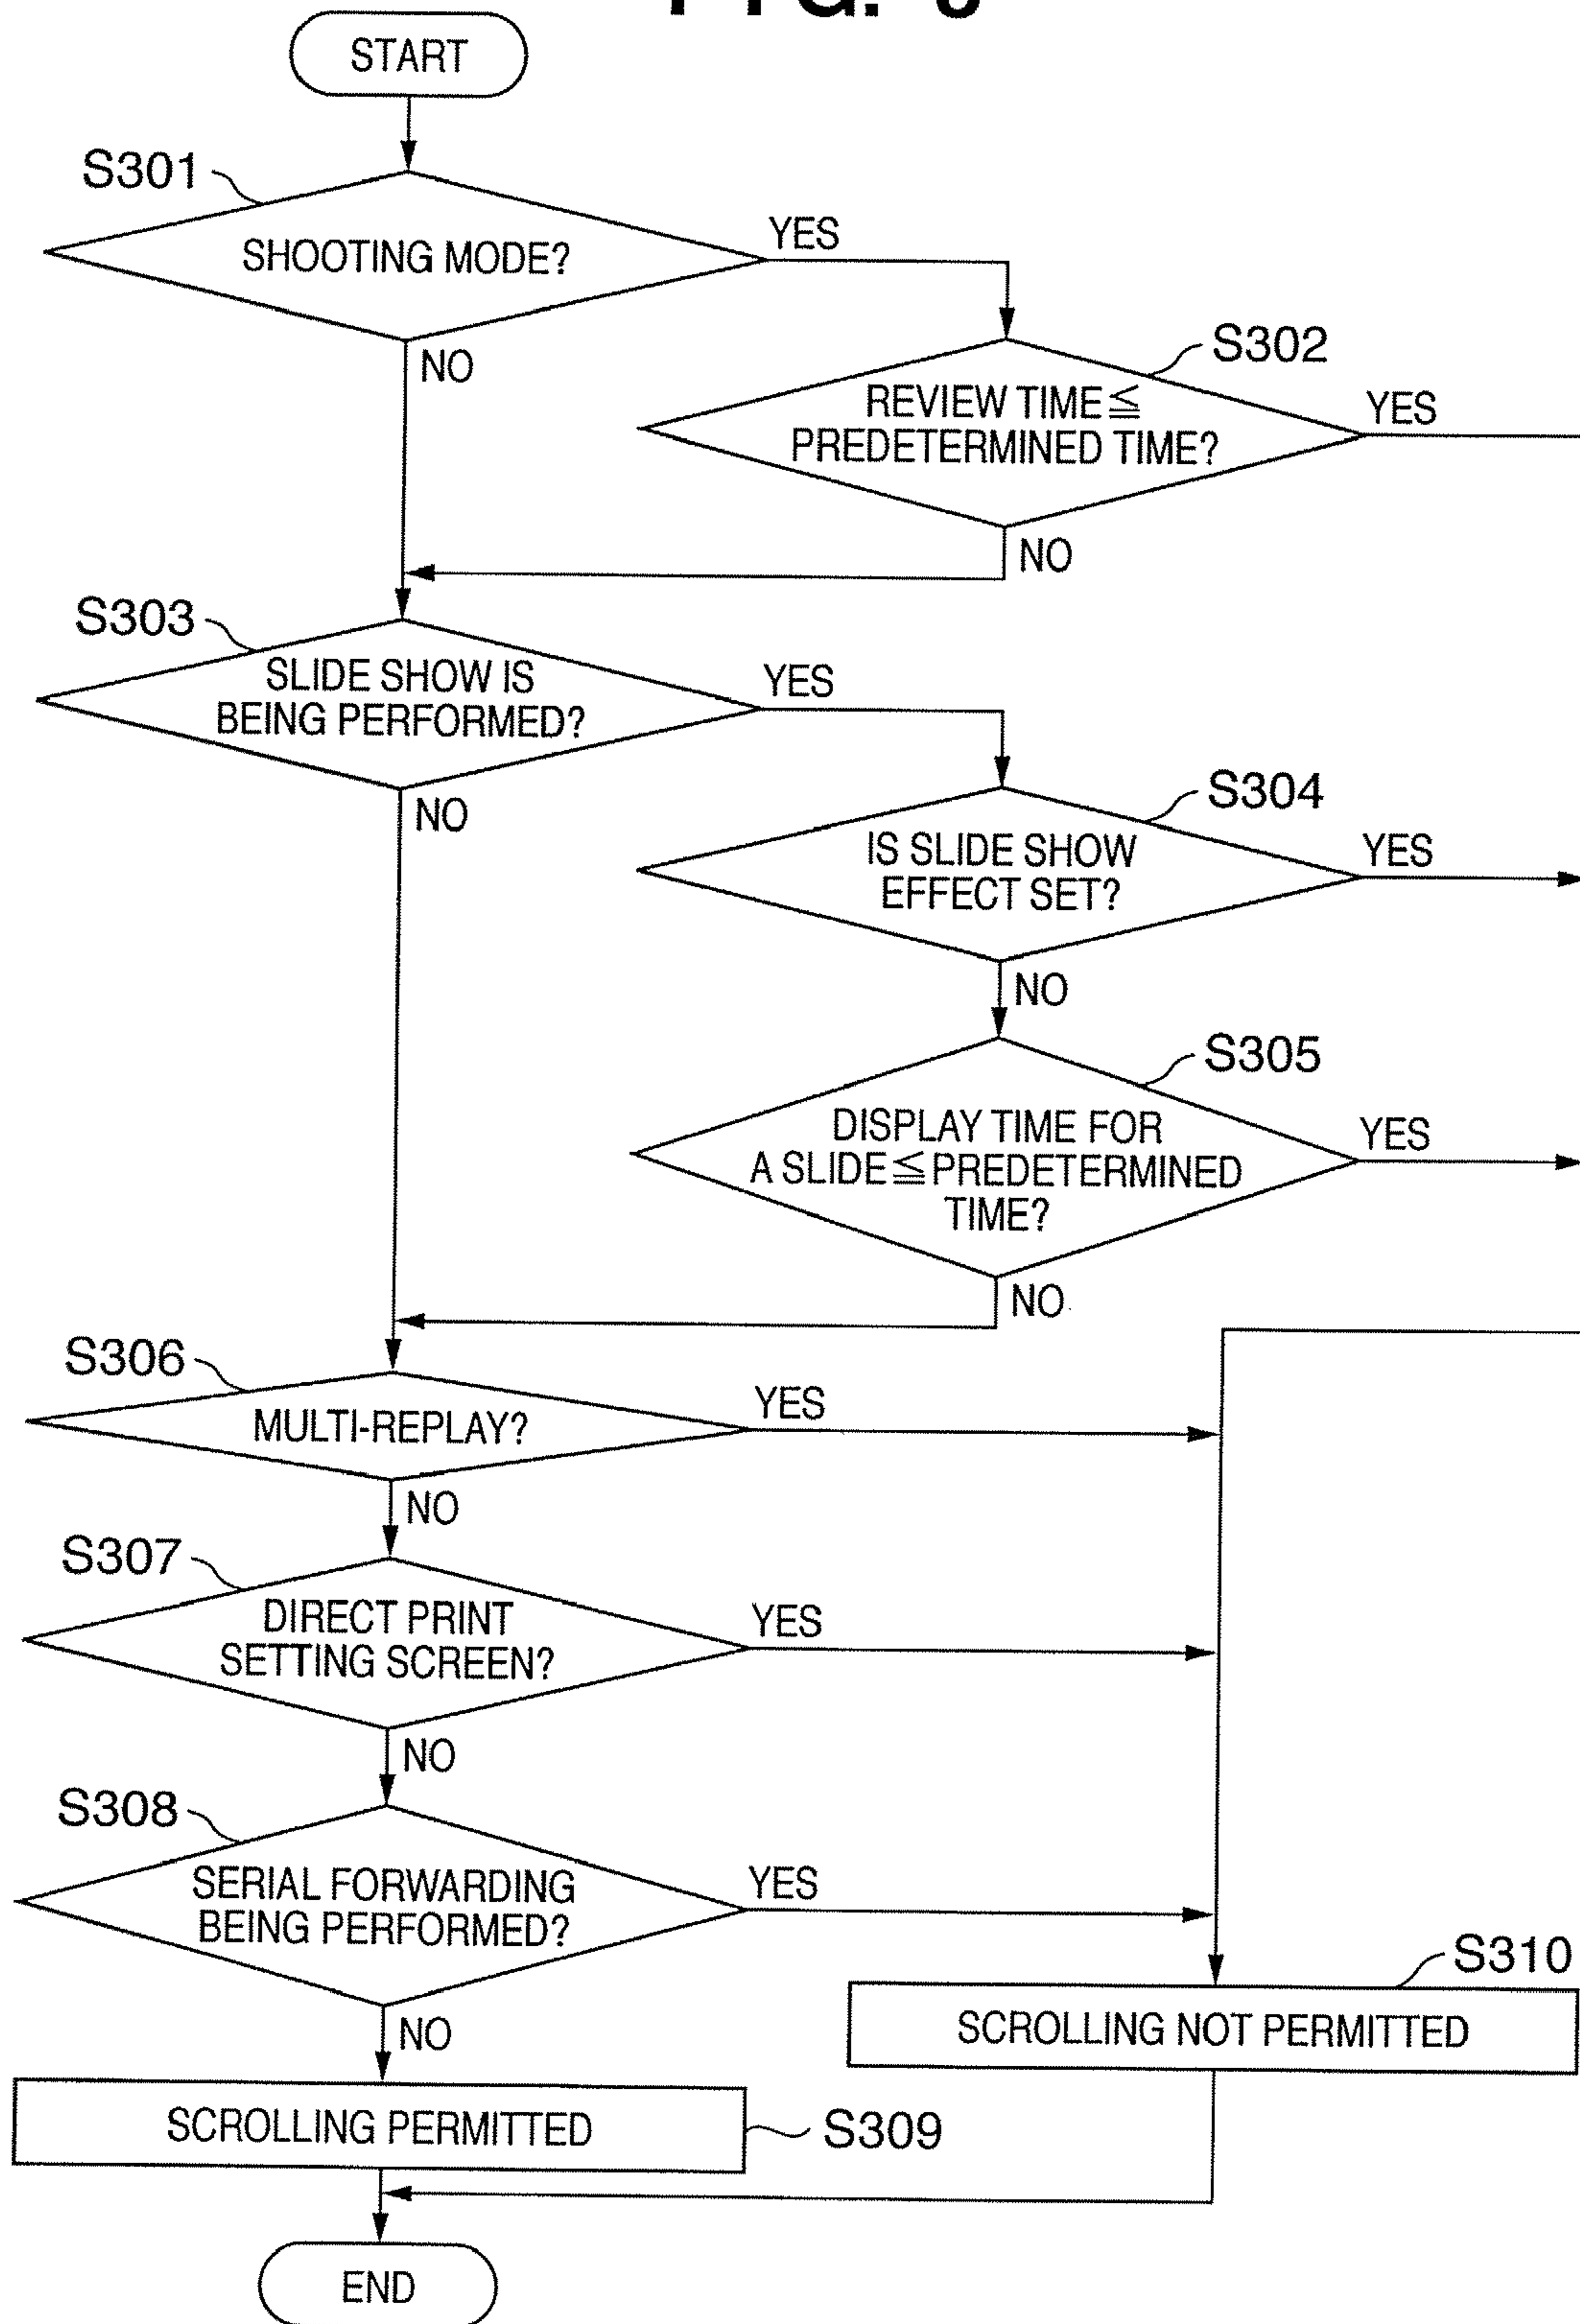 START
S301
SHOOTING MODE?
YES
NO
S302
REVIEW TIME≦
PREDETERMINED TIME?
YES
NO
S303
SLIDE SHOW IS
BEING PERFORMED?
YES
NO
S304
IS SLIDE SHOW
EFFECT SET?
YES
NO
S305
DISPLAY TIME FOR
A SLIDE≦PREDETERMINED
TIME?
YES
NO
S306
MULTI-REPLAY?
YES
NO
S307
DIRECT PRINT
SETTING SCREEN?
YES
NO
S308
SERIAL FORWARDING
BEING PERFORMED?
YES
NO
S310
SCROLLING NOT PERMITTED
SCROLLING PERMITTED
S309
END